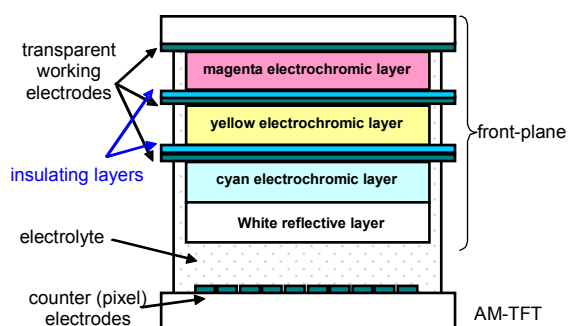 transparent
working
electrodes
insulating layers
electrolyte
counter (pixel)
electrodes
magenta electrochromic layer
yellow electrochromic layer
cyan electrochromic layer
White reflective layer
front-plane
AM-TFT